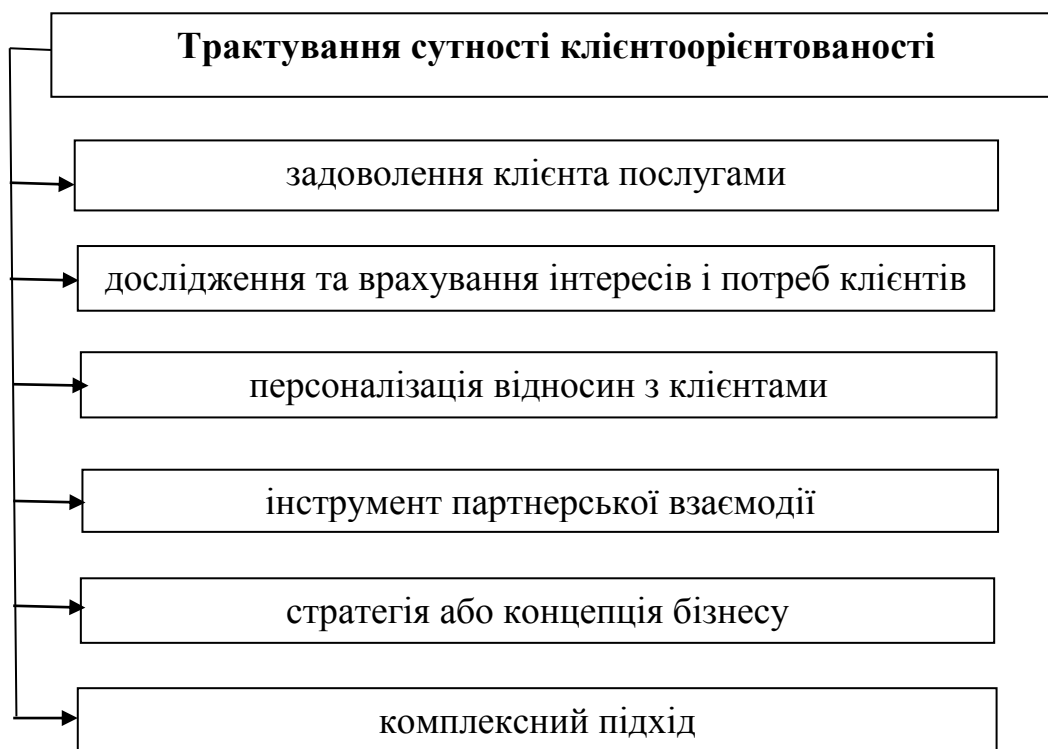 Трактування сутності клієнтоорієнтованості
задоволення клієнта послугами
дослідження та врахування інтересів і потреб клієнтів
персоналізація відносин з клієнтами
інструмент партнерської взаємодії
стратегія або концепція бізнесу
комплексний підхід